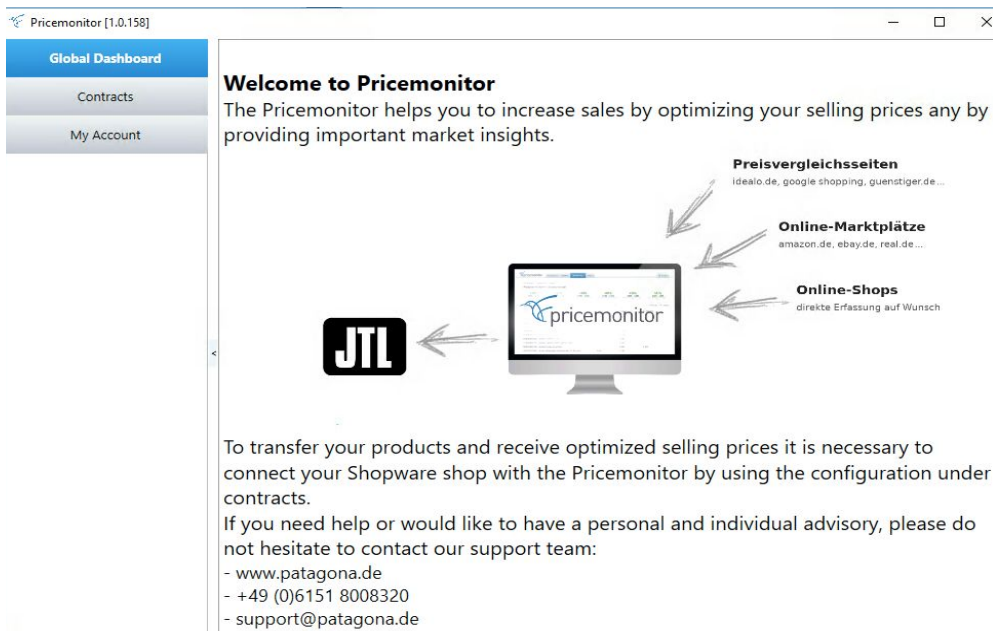 Pricemonitor [1.0.158]
Global Dashboard
Contracts
My Account
Welcome to Pricemonitor
The Pricemonitor helps you to increase sales by optimizing your selling prices any by
providing important market insights.
Preisvergleichsseiten
idealo.de, google shopping, guenstiger.de...
Online-Marktplätze
amazon.de, ebay.de, real.de...
Online-Shops
direkte Erfassung auf Wunsch
pricemonitor
JTL
<
To transfer your products and receive optimized selling prices it is necessary to
connect your Shopware shop with the Pricemonitor by using the configuration under
contracts.
If you need help or would like to have a personal and individual advisory, please do
not hesitate to contact our support team:
- www.patagona.de
- +49 (0)6151 8008320
- support@patagona.de